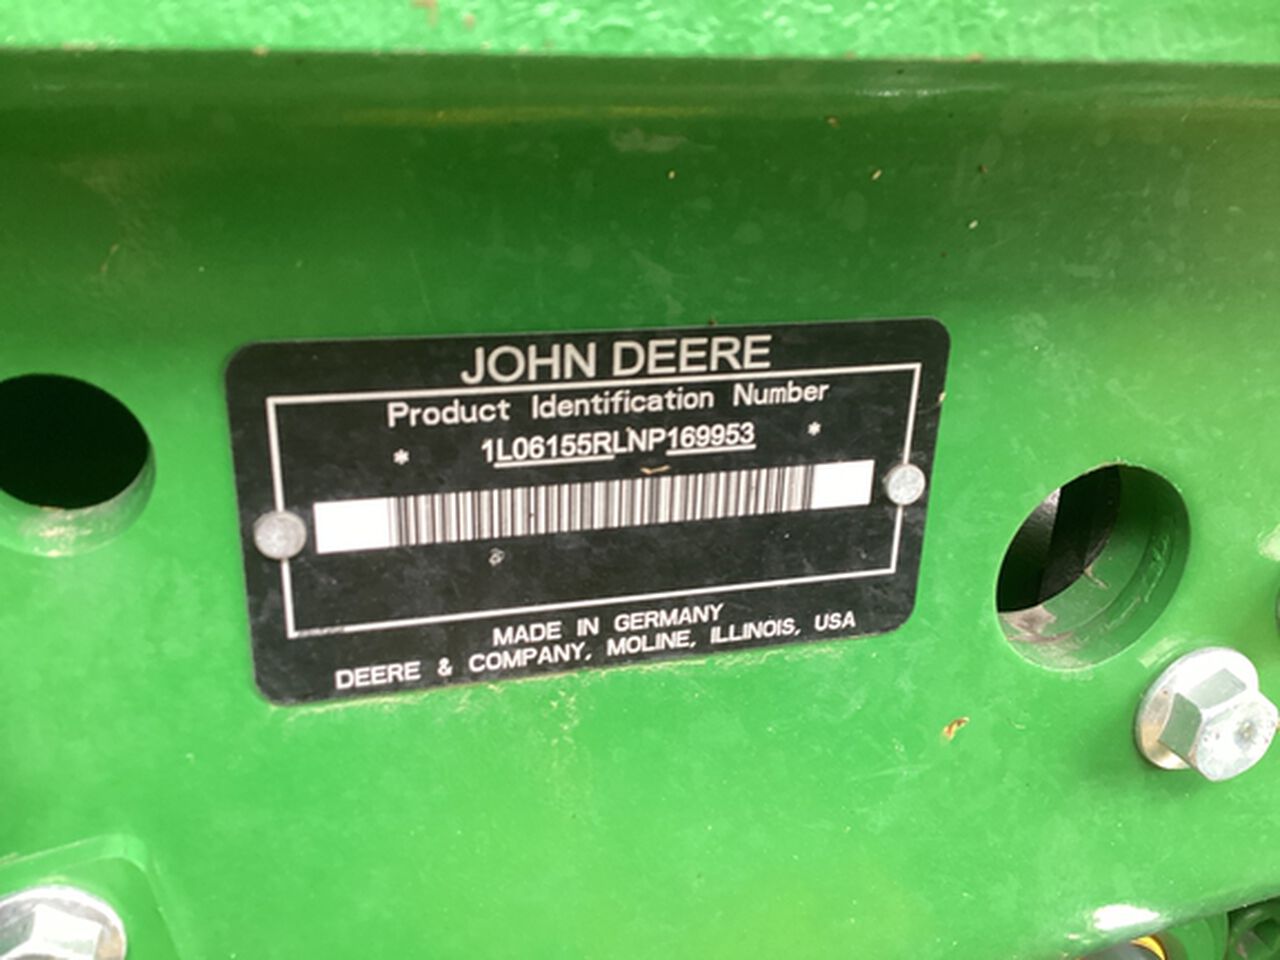 JOHN DEERE
Product Identification Number
* 1L06155RLNP169953 *
MADE IN GERMANY
DEERE & COMPANY, MOLINE, ILLINOIS, USA